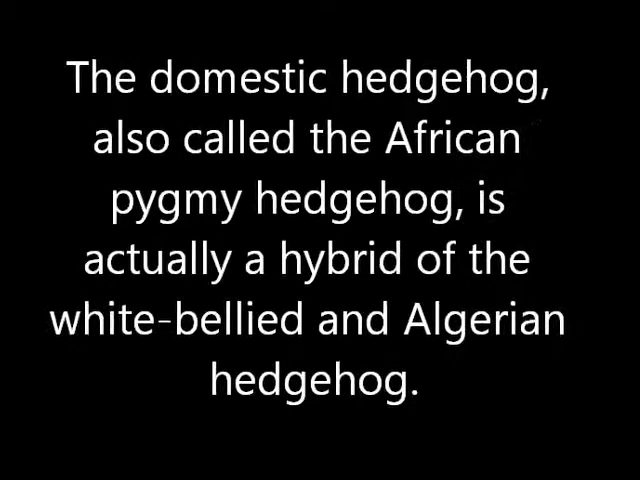 The domestic hedgehog,
also called the African
pygmy hedgehog, is
actually a hybrid of the
white-bellied and Algerian
hedgehog.